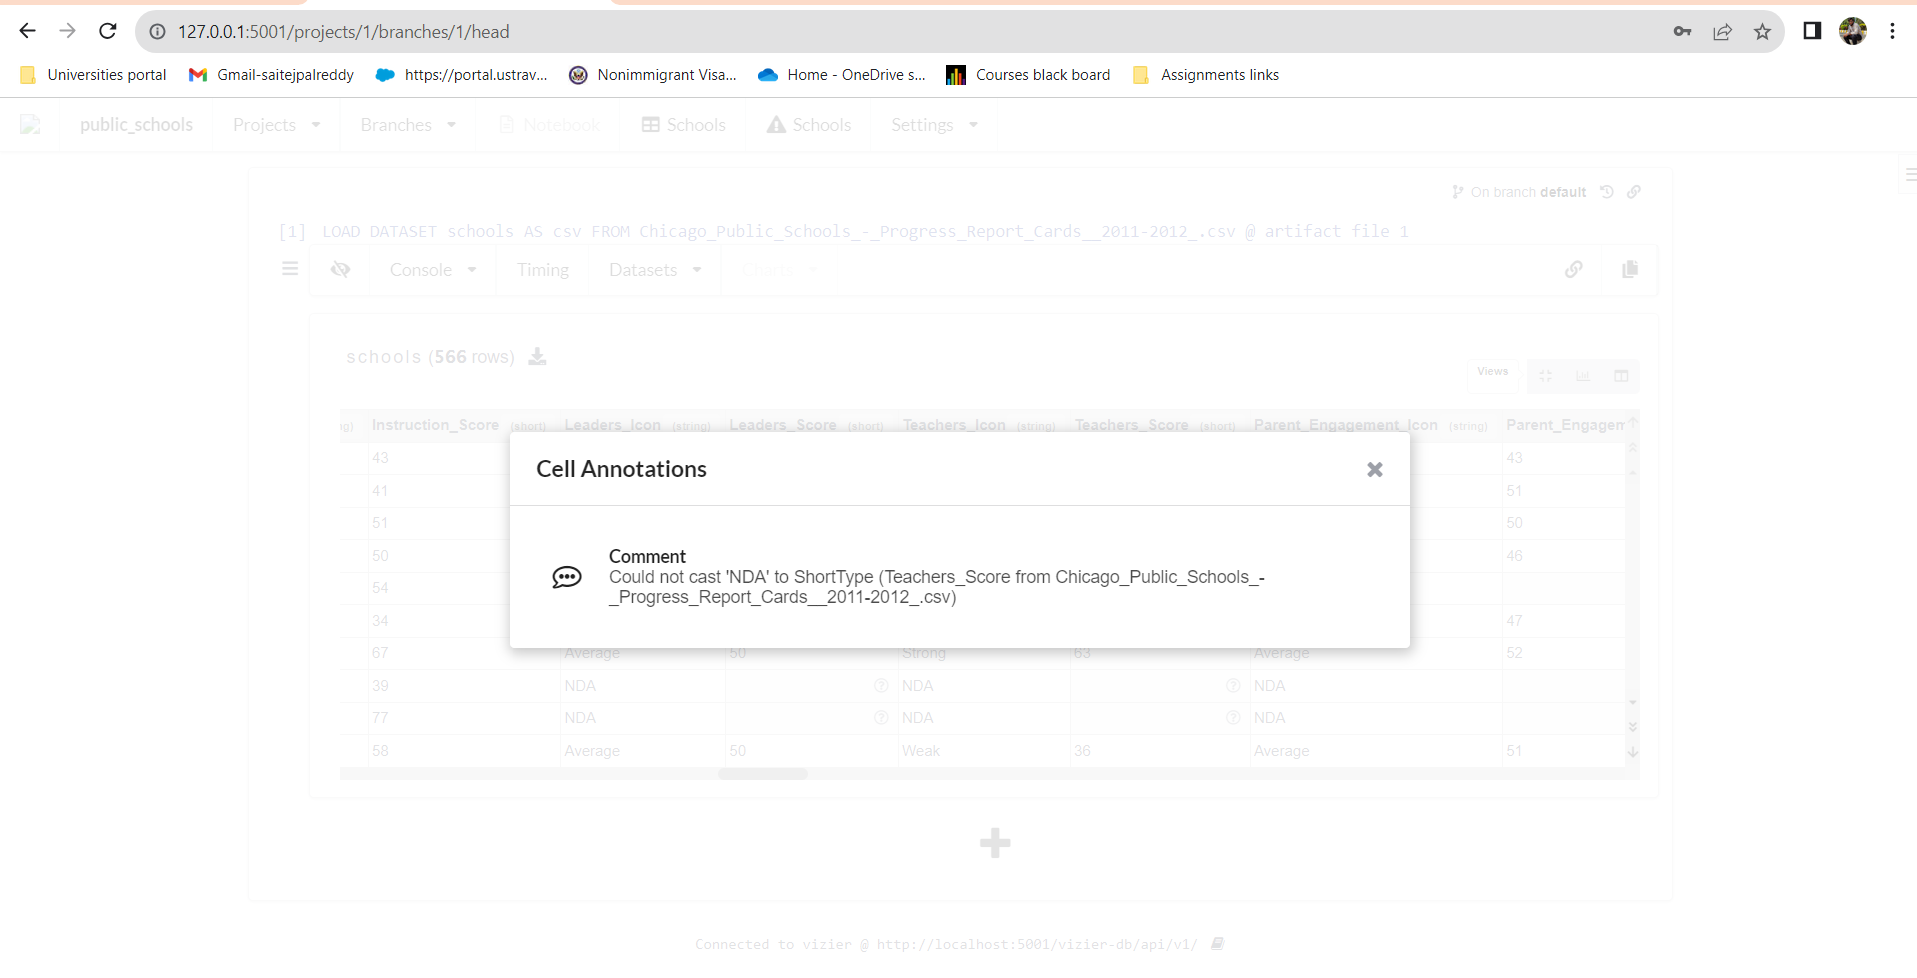 127.0.0.1:5001/projects/1/branches/1/head
Universities portal Gmail-saitejpalreddy https://portal.ustrav... Nonimmigrant Visa... Home - OneDrive s... Courses black board Assignments links
public_schools Projects Branches Notebook Schools Schools Settings
On branch default
[1] LOAD DATASET schools AS csv FROM Chicago_Public_Schools_-_Progress_Report_Cards__2011-2012_.csv @ artifact file 1
Console Timing Datasets Charts
schools (566 rows)
Views
ng) Instruction_Score (short) Leaders_Icon (string) Leaders_Score (short) Teachers_Icon (string) Teachers_Score (short) Parent_Engagement_Icon (string) Parent_Engagem
43 43
41 51
51 50
50 46
54
34 47
67 Average 50 Strong 63 Average 52
39 NDA NDA NDA
77 NDA NDA NDA
58 Average 50 Weak 36 Average 51
Cell Annotations
Comment
Could not cast 'NDA' to ShortType (Teachers_Score from Chicago_Public_Schools_-
_Progress_Report_Cards__2011-2012_.csv)
Connected to vizier @ http://localhost:5001/vizier-db/api/v1/